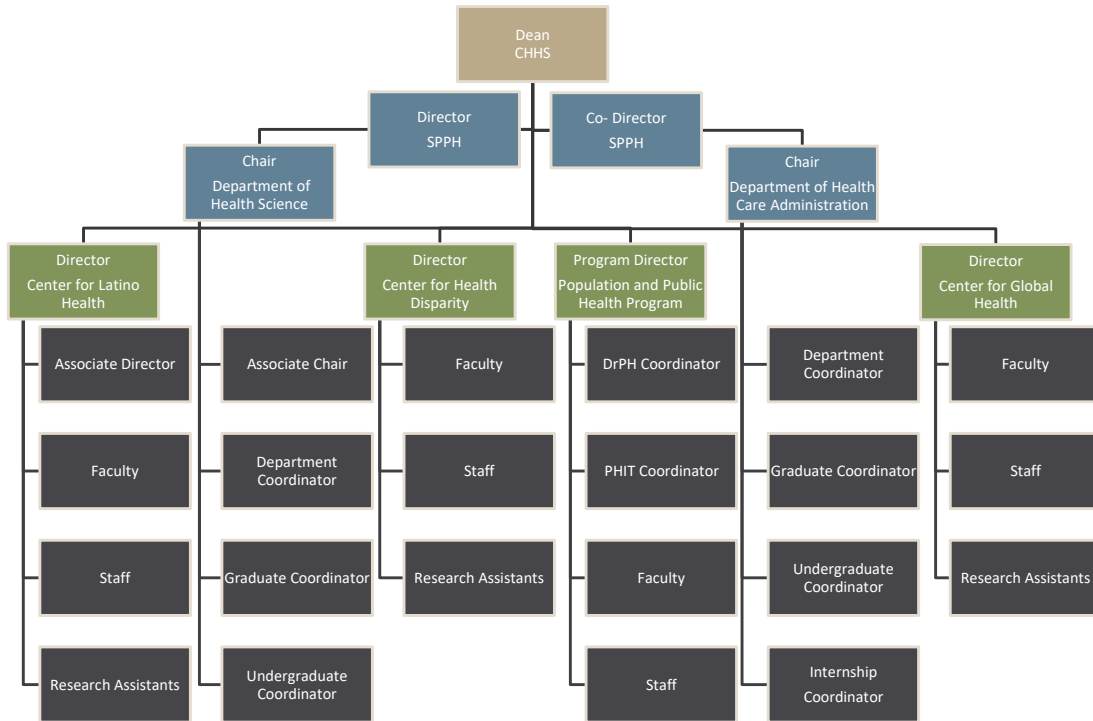 Dean
CHHS
Director
SPPH
Co- Director
SPPH
Chair
Department of
Health Science
Chair
Department of Health
Care Administration
Director
Center for Latino
Health
Director
Center for Health
Disparity
Program Director
Population and Public
Health Program
Director
Center for Global
Health
Associate Director
Associate Chair
Faculty
DrPH Coordinator
Department
Coordinator
Faculty
Faculty
Department
Coordinator
Staff
PHIT Coordinator
Graduate Coordinator
Staff
Staff
Graduate Coordinator
Research Assistants
Faculty
Undergraduate
Coordinator
Research Assistants
Research Assistants
Undergraduate
Coordinator
Staff
Internship
Coordinator